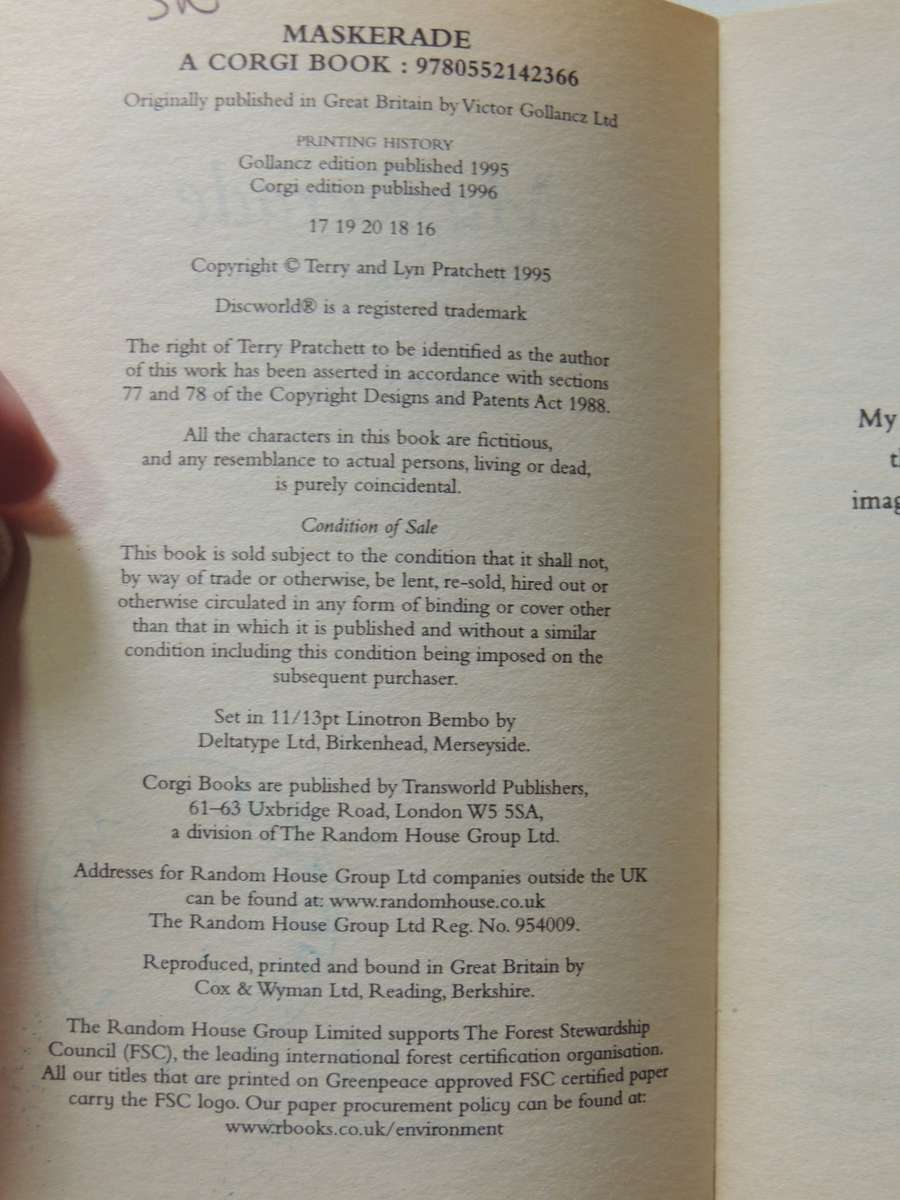 MASKERADE
A CORGI BOOK : 9780552142366
Originally published in Great Britain by Victor Gollancz Ltd
PRINTING HISTORY
Gollancz edition published 1995
Corgi edition published 1996
17 19 20 18 16
Copyright © Terry and Lyn Pratchett 1995
Discworld® is a registered trademark
The right of Terry Pratchett to be identified as the author
of this work has been asserted in accordance with sections
77 and 78 of the Copyright Designs and Patents Act 1988.
All the characters in this book are fictitious,
and any resemblance to actual persons, living or dead,
is purely coincidental.
Condition of Sale
This book is sold subject to the condition that it shall not,
by way of trade or otherwise, be lent, re-sold, hired out or
otherwise circulated in any form of binding or cover other
than that in which it is published and without a similar
condition including this condition being imposed on the
subsequent purchaser.
Set in 11/13pt Linotron Bembo by
Deltatype Ltd, Birkenhead, Merseyside.
Corgi Books are published by Transworld Publishers,
61–63 Uxbridge Road, London W5 5SA,
a division of The Random House Group Ltd.
Addresses for Random House Group Ltd companies outside the UK
can be found at: www.randomhouse.co.uk
The Random House Group Ltd Reg. No. 954009.
Reproduced, printed and bound in Great Britain by
Cox & Wyman Ltd, Reading, Berkshire.
The Random House Group Limited supports The Forest Stewardship
Council (FSC), the leading international forest certification organisation.
All our titles that are printed on Greenpeace approved FSC certified paper
carry the FSC logo. Our paper procurement policy can be found at:
www.rbooks.co.uk/environment
My